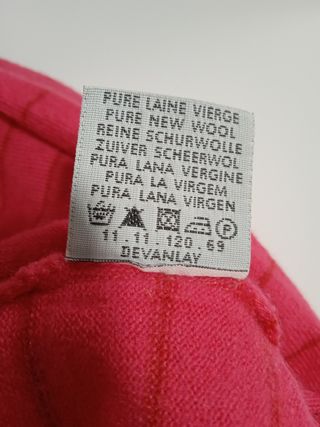 PURE LAINE VIERGE
PURE NEW WOOL
REINE SCHURWOLLE
ZUIVER SCHEERWOL
PURA LANA VERGINE
PURA LA VIRGEM
PURA LANA VIRGEN
P
11.11.120.69
DEVANLAY